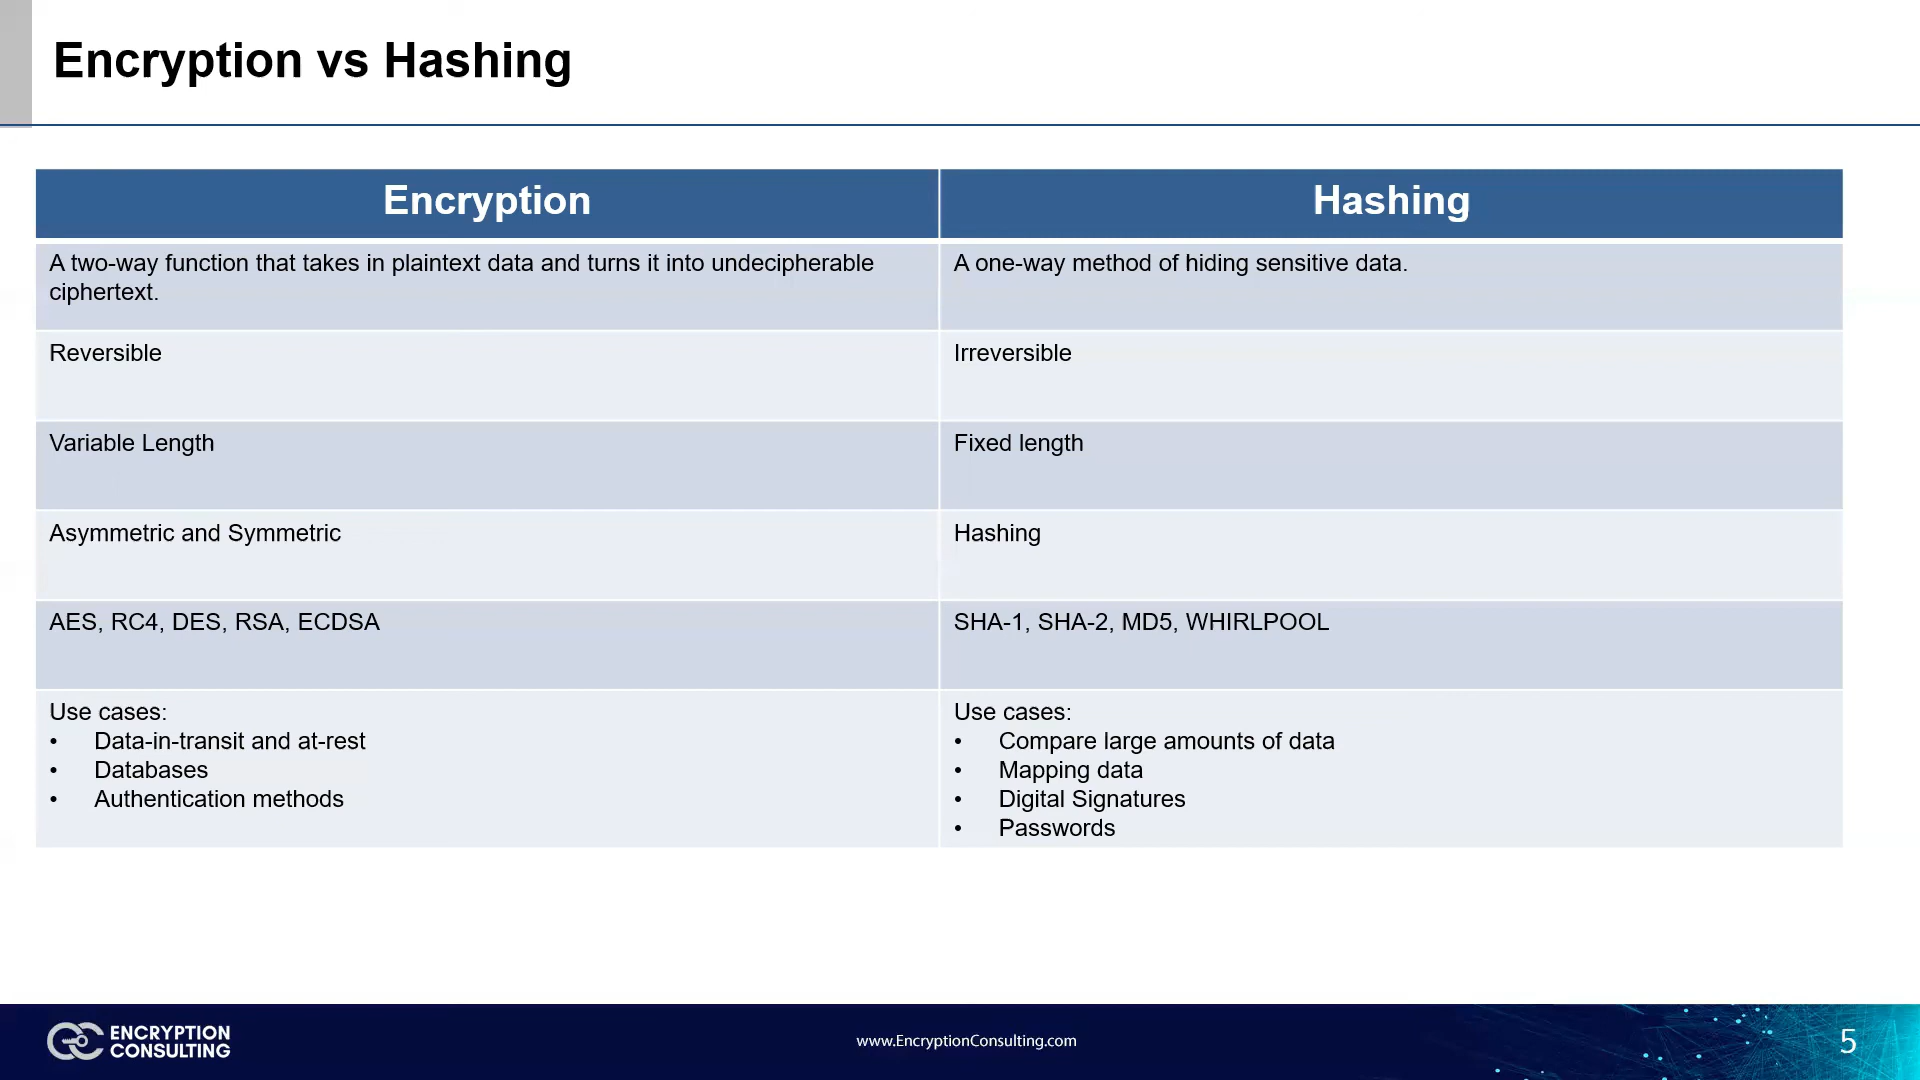 Encryption vs Hashing
Encryption
Hashing
A two-way function that takes in plaintext data and turns it into undecipherable
ciphertext.
A one-way method of hiding sensitive data.
Reversible
Irreversible
Variable Length
Fixed length
Asymmetric and Symmetric
Hashing
AES, RC4, DES, RSA, ECDSA
SHA-1, SHA-2, MD5, WHIRLPOOL
Use cases:
• Data-in-transit and at-rest
• Databases
• Authentication methods
Use cases:
• Compare large amounts of data
• Mapping data
• Digital Signatures
• Passwords
ENCRYPTION
CONSULTING
www.EncryptionConsulting.com
5